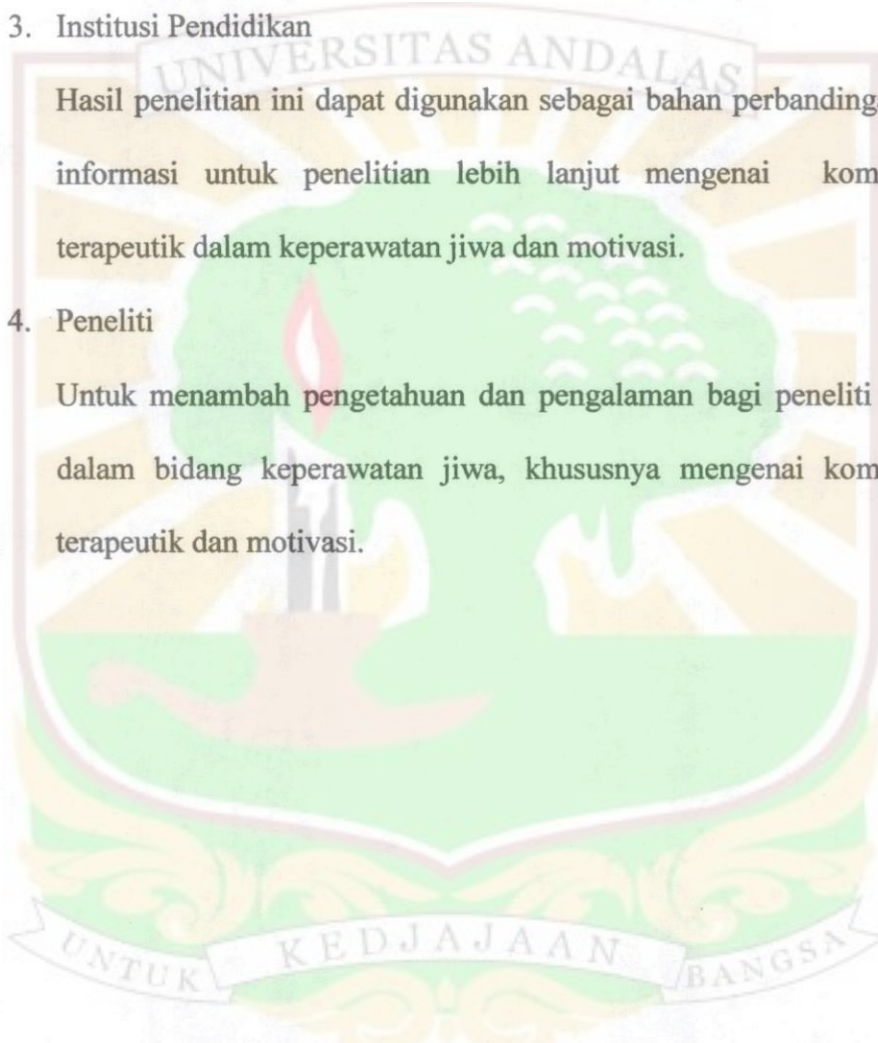 3. Institusi Pendidikan
UNIVERSITAS ANDALAS
Hasil penelitian ini dapat digunakan sebagai bahan perbanding
informasi untuk penelitian lebih lanjut mengenai kom
terapeutik dalam keperawatan jiwa dan motivasi.
4. Peneliti
Untuk menambah pengetahuan dan pengalaman bagi peneliti
dalam bidang keperawatan jiwa, khususnya mengenai kom
terapeutik dan motivasi.
UNTUK KEDJAJAAN BANGSA